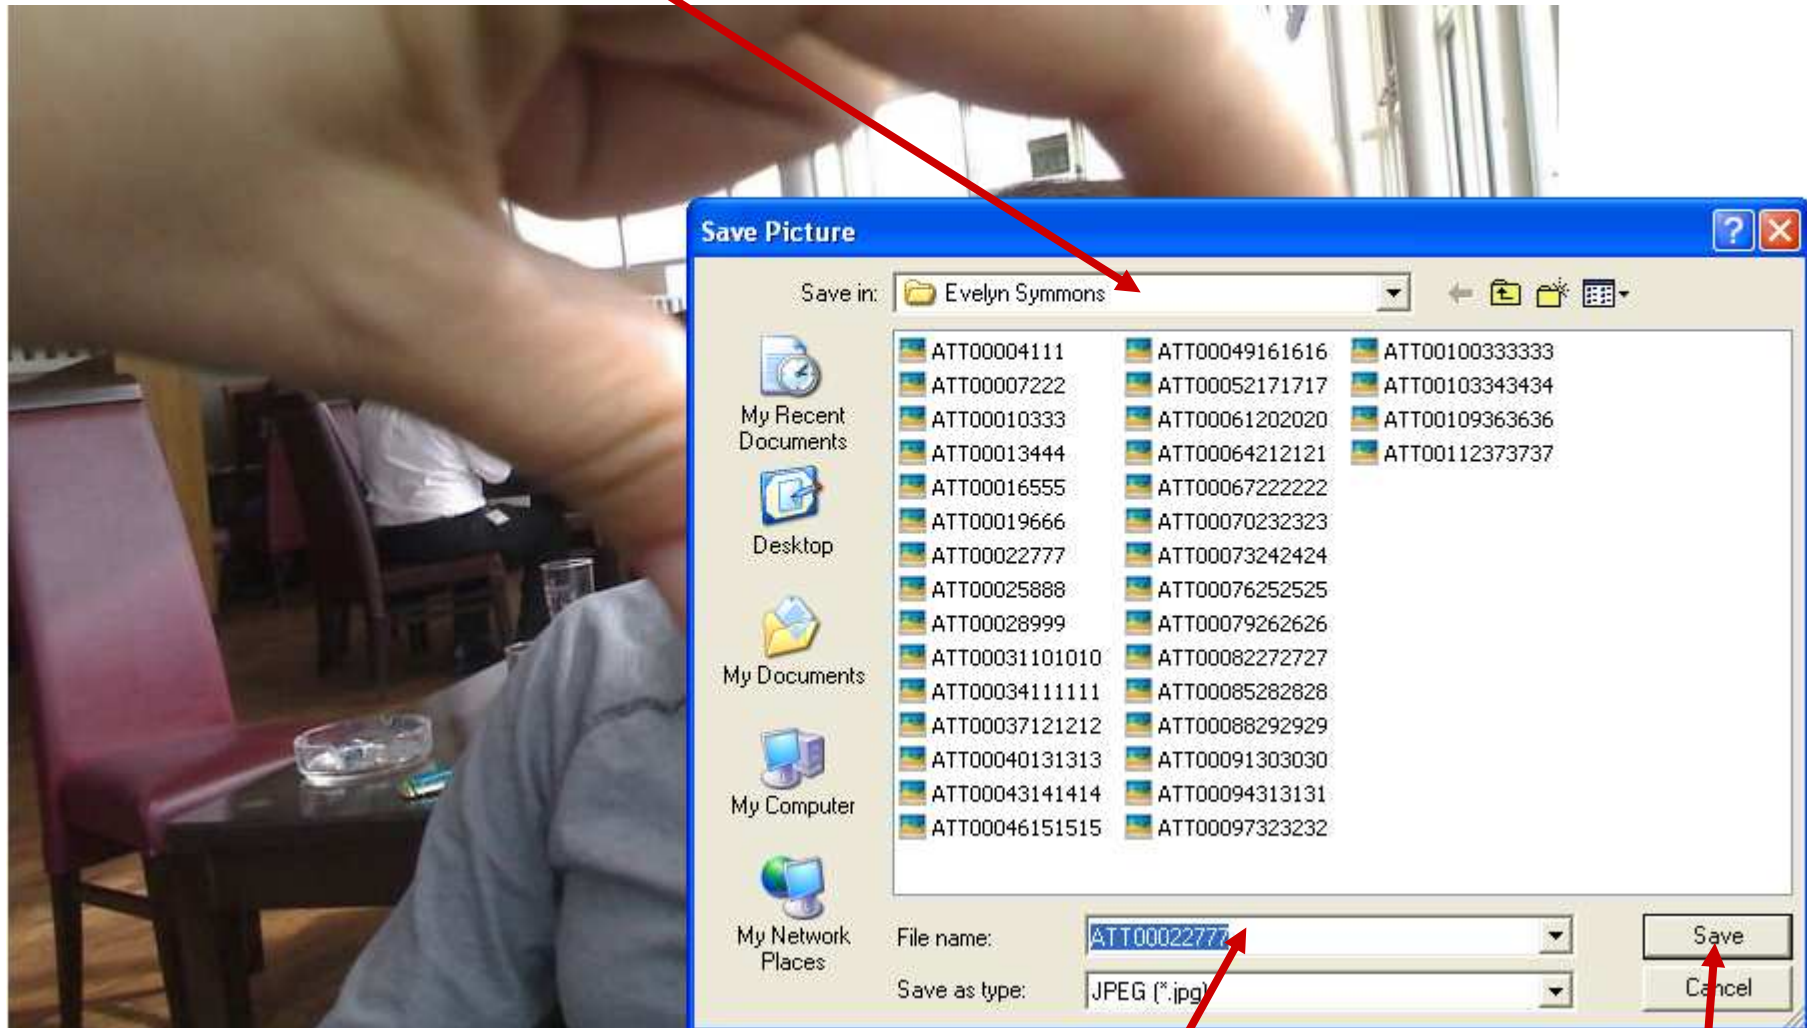 Save Picture
Save in: Evelyn Symmons
My Recent
Documents
Desktop
My Documents
My Computer
My Network
Places
ATT00004111
ATT00007222
ATT00010333
ATT00013444
ATT00016555
ATT00019666
ATT00022777
ATT00025888
ATT00028999
ATT00031101010
ATT00034111111
ATT00037121212
ATT00040131313
ATT00043141414
ATT00046151515
ATT00049161616
ATT00052171717
ATT00061202020
ATT00064212121
ATT00067222222
ATT00070232323
ATT00073242424
ATT00076252525
ATT00079262626
ATT00082272727
ATT00085282828
ATT00088292929
ATT00091303030
ATT00094313131
ATT00097323232
ATT00100333333
ATT00103343434
ATT00109363636
ATT00112373737
File name: ATT00022777
Save
Save as type: JPEG (*.jpg)
Cancel